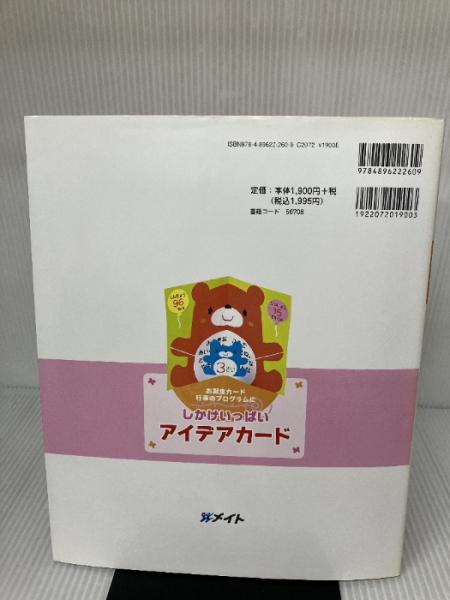 ISBN978-4-89622-260-9 C2072 ¥1900E
9784896222609
定価：本体1,900円+税
（税込1,995円）
書籍コード 56708
1922072019003
96
15
3さい
お誕生カード
行事のプログラムに
しかけいっぱい
アイデアカード
メイト